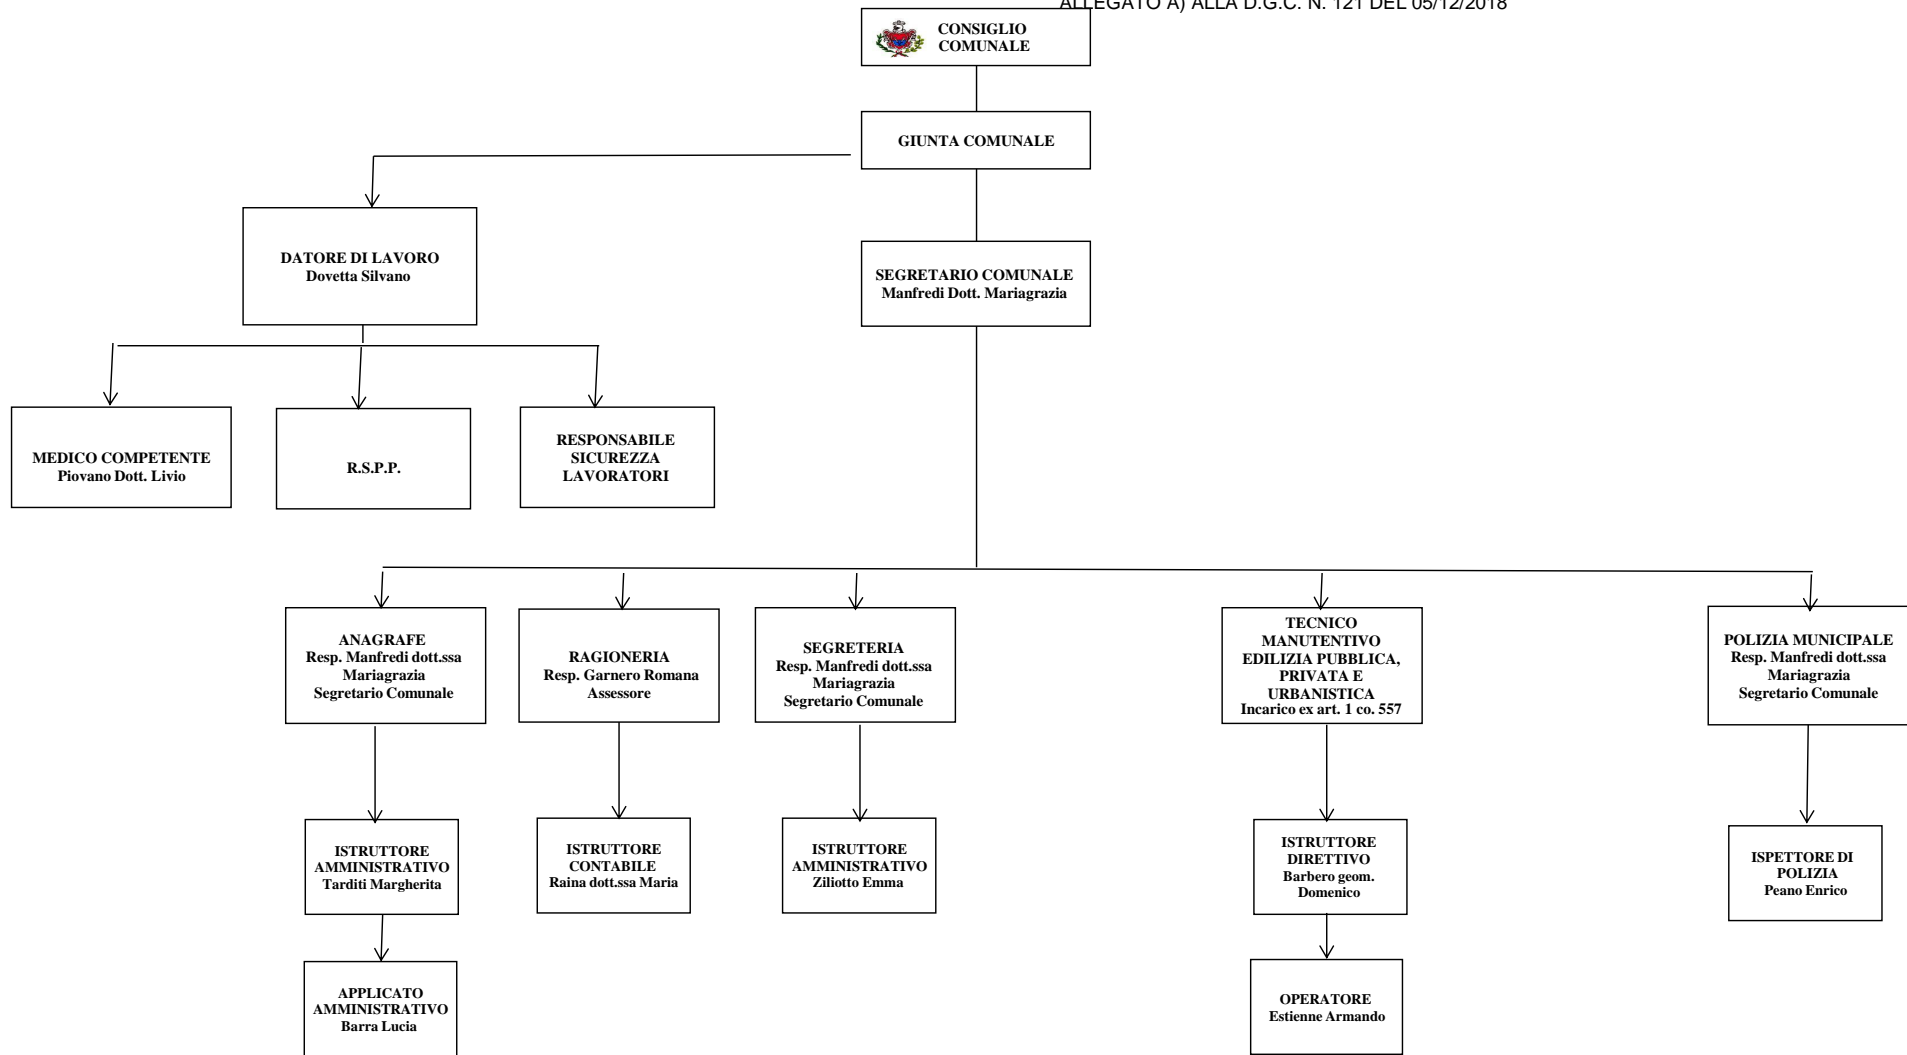 ALLEGATO A) ALLA D.G.C. N. 121 DEL 05/12/2018
CONSIGLIO
COMUNALE
GIUNTA COMUNALE
DATORE DI LAVORO
Dovetta Silvano
SEGRETARIO COMUNALE
Manfredi Dott. Mariagrazia
MEDICO COMPETENTE
Piovano Dott. Livio
R.S.P.P.
RESPONSABILE
SICUREZZA
LAVORATORI
ANAGRAFE
Resp. Manfredi dott.ssa
Mariagrazia
Segretario Comunale
RAGIONERIA
Resp. Garnero Romana
Assessore
SEGRETERIA
Resp. Manfredi dott.ssa
Mariagrazia
Segretario Comunale
TECNICO
MANUTENTIVO
EDILIZIA PUBBLICA,
PRIVATA E
URBANISTICA
Incarico ex art. 1 co. 557
POLIZIA MUNICIPALE
Resp. Manfredi dott.ssa
Mariagrazia
Segretario Comunale
ISTRUTTORE
AMMINISTRATIVO
Tarditi Margherita
ISTRUTTORE
CONTABILE
Raina dott.ssa Maria
ISTRUTTORE
AMMINISTRATIVO
Ziliotto Emma
ISTRUTTORE
DIRETTIVO
Barbero geom.
Domenico
ISPETTORE DI
POLIZIA
Peano Enrico
APPLICATO
AMMINISTRATIVO
Barra Lucia
OPERATORE
Estienne Armando